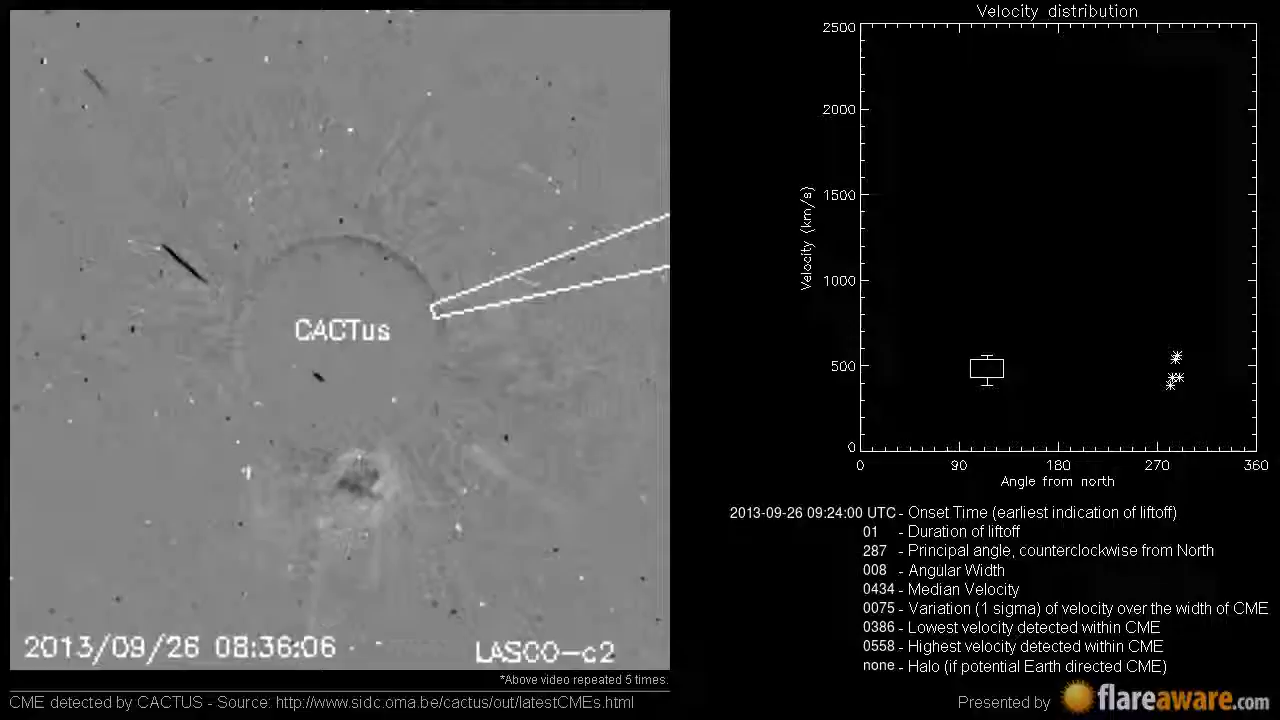 CACTus
2013/09/26 08:36:06
LASCO-c2
*Above video repeated 5 times.
CME detected by CACTUS - Source: http://www.sidc.oma.be/cactus/out/latestCMEs.html
Velocity distribution
Velocity (km/s)
2500
2000
1500
1000
500
0
0 90 180 270 360
Angle from north
2013-09-26 09:24:00 UTC - Onset Time (earliest indication of liftoff)
01 - Duration of liftoff
287 - Principal angle, counterclockwise from North
008 - Angular Width
0434 - Median Velocity
0075 - Variation (1 sigma) of velocity over the width of CME
0386 - Lowest velocity detected within CME
0558 - Highest velocity detected within CME
none - Halo (if potential Earth directed CME)
Presented by flareaware.com